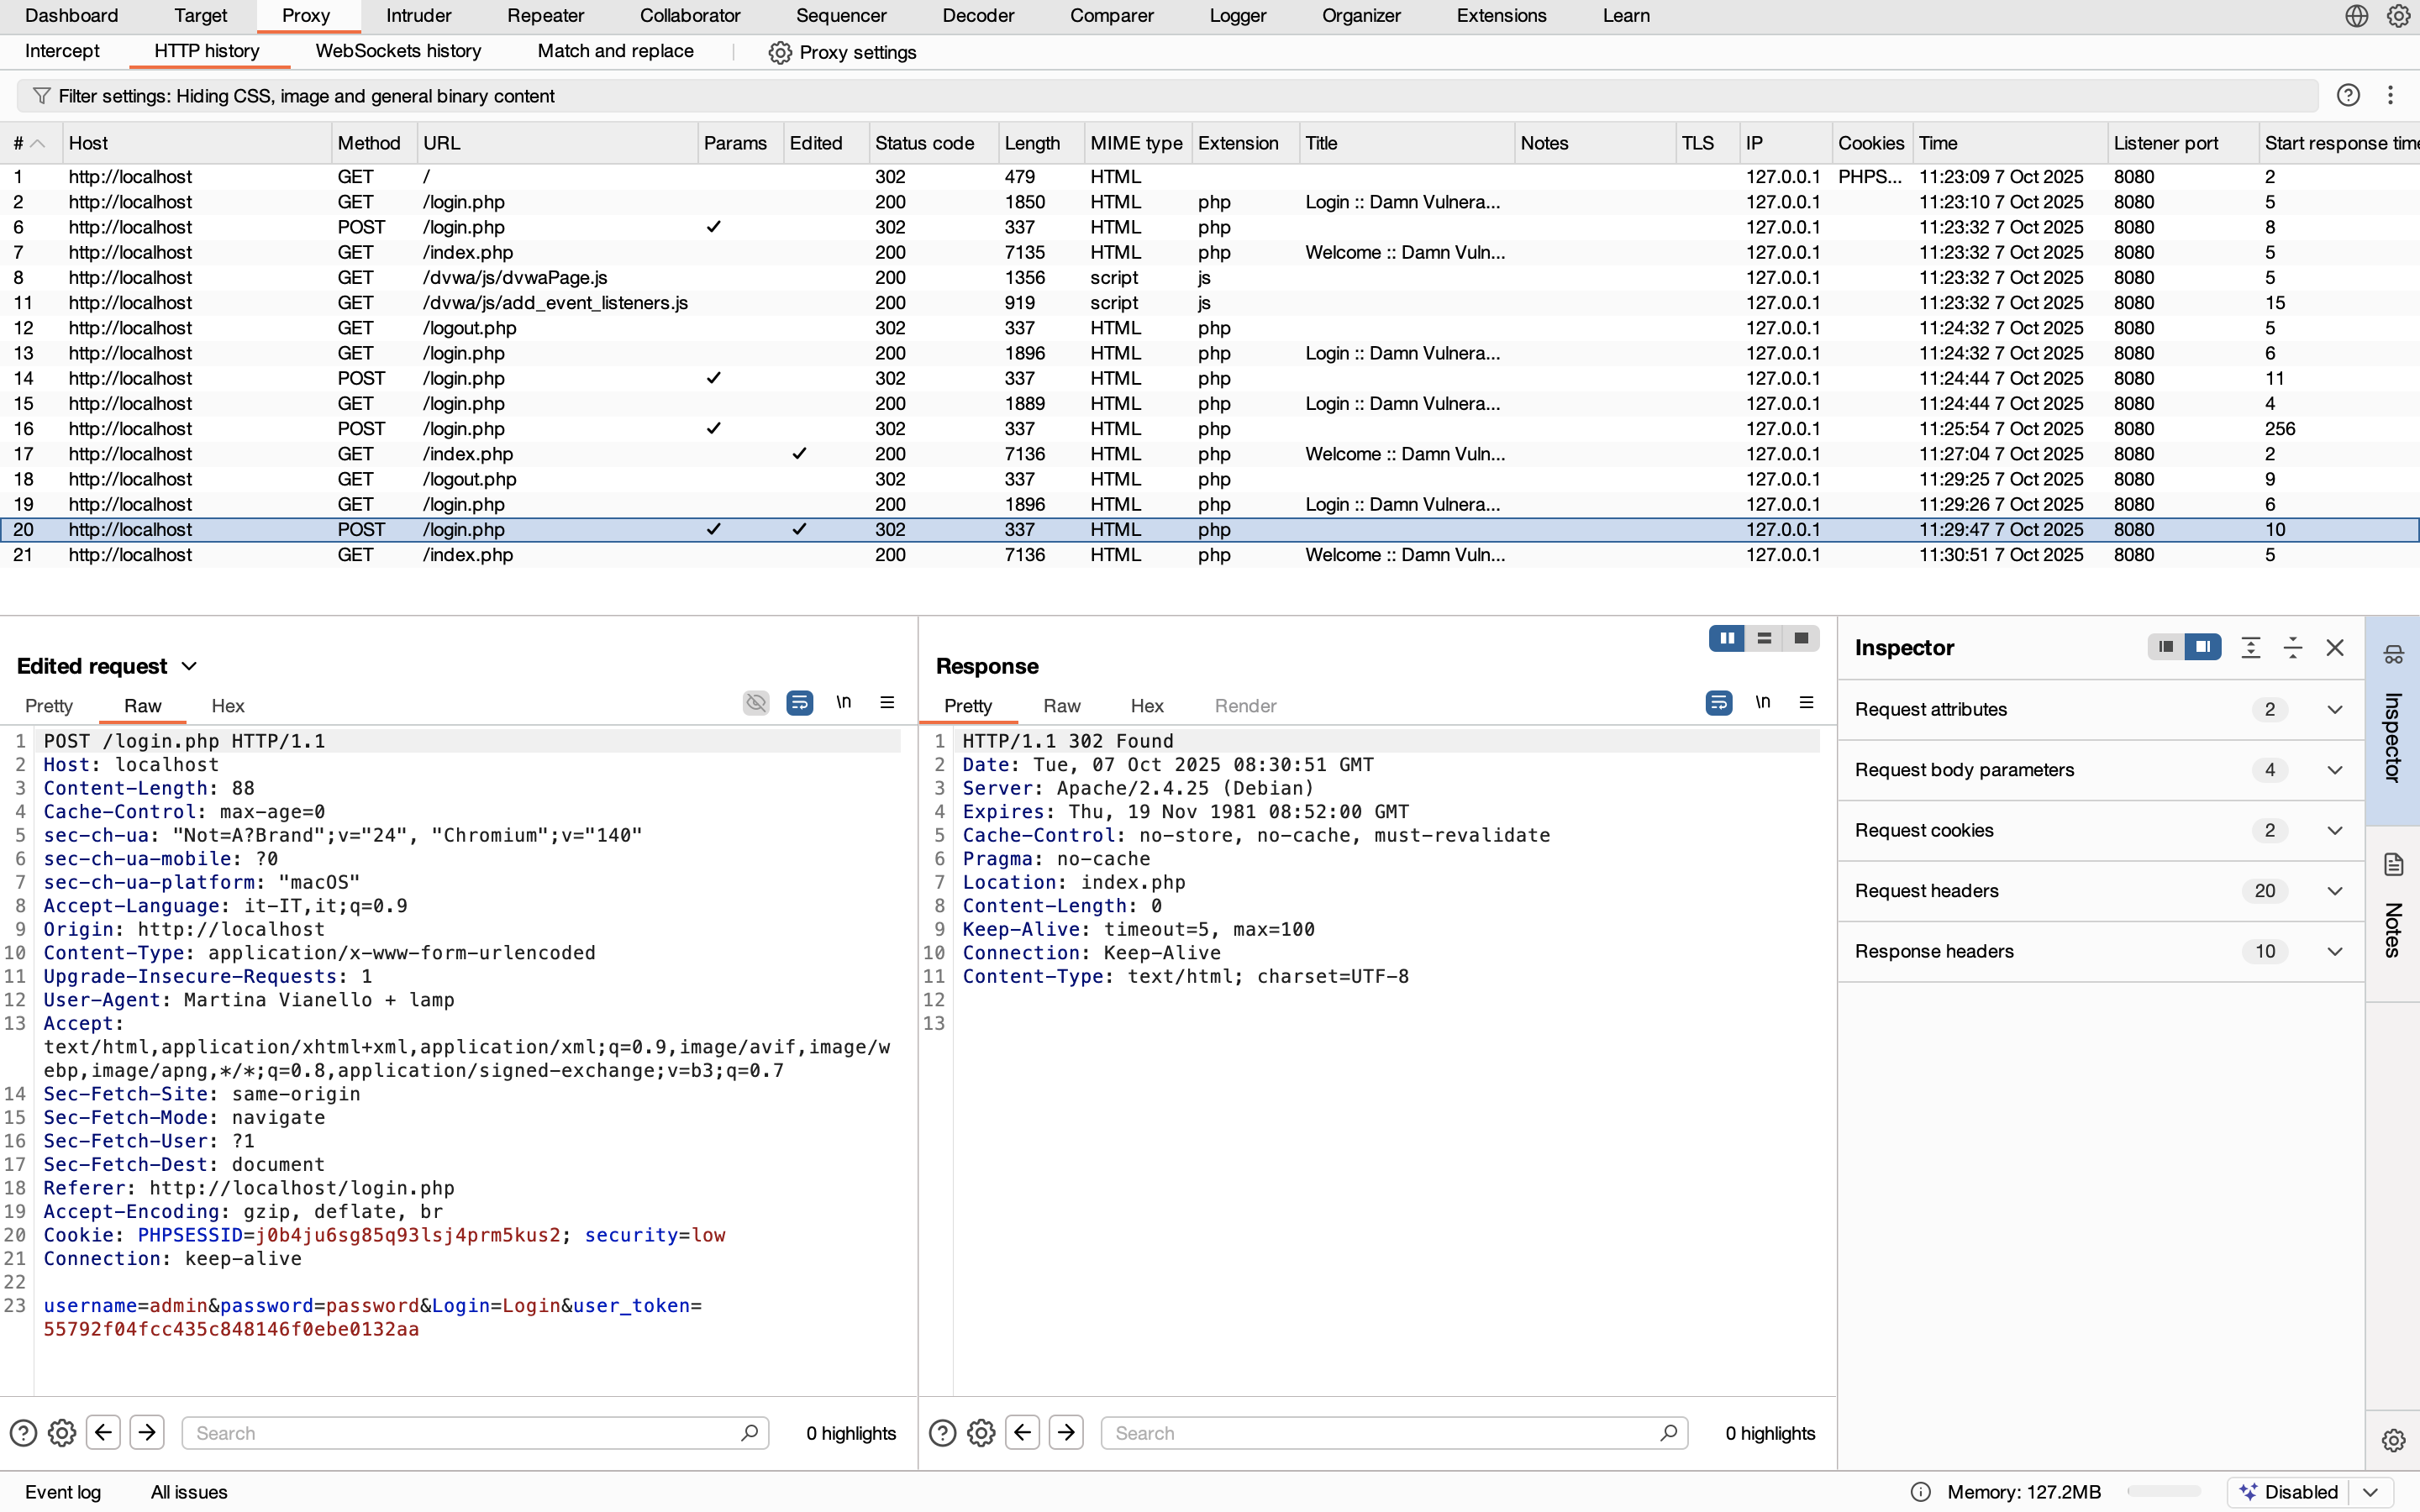 Dashboard Target Proxy Intruder Repeater Collaborator Sequencer Decoder Comparer Logger Organizer Extensions Learn
Intercept HTTP history WebSockets history Match and replace Proxy settings
Filter settings: Hiding CSS, image and general binary content
# Host Method URL Params Edited Status code Length MIME type Extension Title Notes TLS IP Cookies Time Listener port Start response time
1 http://localhost GET / 302 479 HTML 127.0.0.1 PHPS... 11:23:09 7 Oct 2025 8080 2
2 http://localhost GET /login.php 200 1850 HTML php Login :: Damn Vulnera... 127.0.0.1 11:23:10 7 Oct 2025 8080 5
6 http://localhost POST /login.php ✓ 302 337 HTML php 127.0.0.1 11:23:32 7 Oct 2025 8080 8
7 http://localhost GET /index.php 200 7135 HTML php Welcome :: Damn Vuln... 127.0.0.1 11:23:32 7 Oct 2025 8080 5
8 http://localhost GET /dvwa/js/dvwaPage.js 200 1356 script js 127.0.0.1 11:23:32 7 Oct 2025 8080 5
11 http://localhost GET /dvwa/js/add_event_listeners.js 200 919 script js 127.0.0.1 11:23:32 7 Oct 2025 8080 15
12 http://localhost GET /logout.php 302 337 HTML php 127.0.0.1 11:24:32 7 Oct 2025 8080 5
13 http://localhost GET /login.php 200 1896 HTML php Login :: Damn Vulnera... 127.0.0.1 11:24:32 7 Oct 2025 8080 6
14 http://localhost POST /login.php ✓ 302 337 HTML php 127.0.0.1 11:24:44 7 Oct 2025 8080 11
15 http://localhost GET /login.php 200 1889 HTML php Login :: Damn Vulnera... 127.0.0.1 11:24:44 7 Oct 2025 8080 4
16 http://localhost POST /login.php ✓ 302 337 HTML php 127.0.0.1 11:25:54 7 Oct 2025 8080 256
17 http://localhost GET /index.php ✓ 200 7136 HTML php Welcome :: Damn Vuln... 127.0.0.1 11:27:04 7 Oct 2025 8080 2
18 http://localhost GET /logout.php 302 337 HTML php 127.0.0.1 11:29:25 7 Oct 2025 8080 9
19 http://localhost GET /login.php 200 1896 HTML php Login :: Damn Vulnera... 127.0.0.1 11:29:26 7 Oct 2025 8080 6
20 http://localhost POST /login.php ✓ ✓ 302 337 HTML php 127.0.0.1 11:29:47 7 Oct 2025 8080 10
21 http://localhost GET /index.php 200 7136 HTML php Welcome :: Damn Vuln... 127.0.0.1 11:30:51 7 Oct 2025 8080 5
Edited request
Pretty Raw Hex \n
1 POST /login.php HTTP/1.1
2 Host: localhost
3 Content-Length: 88
4 Cache-Control: max-age=0
5 sec-ch-ua: "Not=A?Brand";v="24", "Chromium";v="140"
6 sec-ch-ua-mobile: ?0
7 sec-ch-ua-platform: "macOS"
8 Accept-Language: it-IT,it;q=0.9
9 Origin: http://localhost
10 Content-Type: application/x-www-form-urlencoded
11 Upgrade-Insecure-Requests: 1
12 User-Agent: Martina Vianello + lamp
13 Accept:
text/html,application/xhtml+xml,application/xml;q=0.9,image/avif,image/w
ebp,image/apng,*/*;q=0.8,application/signed-exchange;v=b3;q=0.7
14 Sec-Fetch-Site: same-origin
15 Sec-Fetch-Mode: navigate
16 Sec-Fetch-User: ?1
17 Sec-Fetch-Dest: document
18 Referer: http://localhost/login.php
19 Accept-Encoding: gzip, deflate, br
20 Cookie: PHPSESSID=j0b4ju6sg85q93lsj4prm5kus2; security=low
21 Connection: keep-alive
22
23 username=admin&password=password&Login=Login&user_token=
55792f04fcc435c848146f0ebe0132aa
Search 0 highlights
Response
Pretty Raw Hex Render \n
1 HTTP/1.1 302 Found
2 Date: Tue, 07 Oct 2025 08:30:51 GMT
3 Server: Apache/2.4.25 (Debian)
4 Expires: Thu, 19 Nov 1981 08:52:00 GMT
5 Cache-Control: no-store, no-cache, must-revalidate
6 Pragma: no-cache
7 Location: index.php
8 Content-Length: 0
9 Keep-Alive: timeout=5, max=100
10 Connection: Keep-Alive
11 Content-Type: text/html; charset=UTF-8
12
13
Search 0 highlights
Inspector
Request attributes 2
Request body parameters 4
Request cookies 2
Request headers 20
Response headers 10
Inspector
Notes
Event log All issues Memory: 127.2MB Disabled